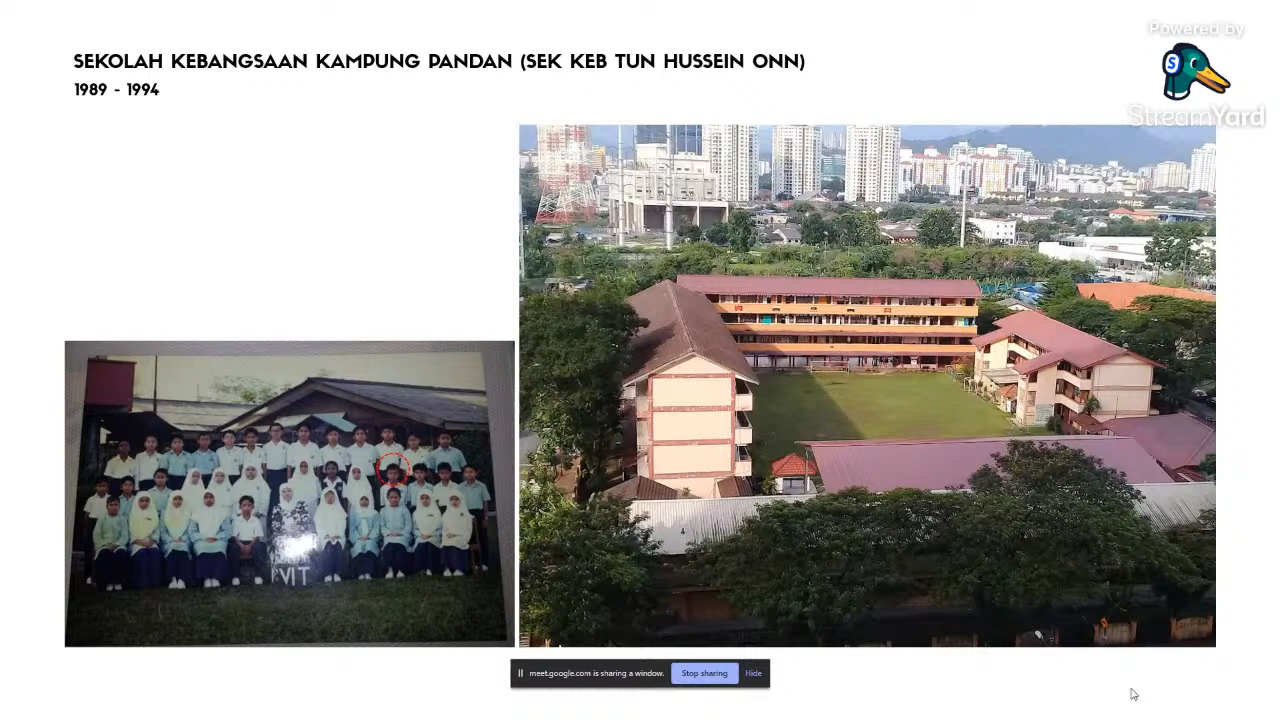 SEKOLAH KEBANGSAAN KAMPUNG PANDAN (SEK KEB TUN HUSSEIN ONN)
1989 - 1994
Powered by
S
StreamYard
VI T
meet.google.com is sharing a window.
Stop sharing
Hide